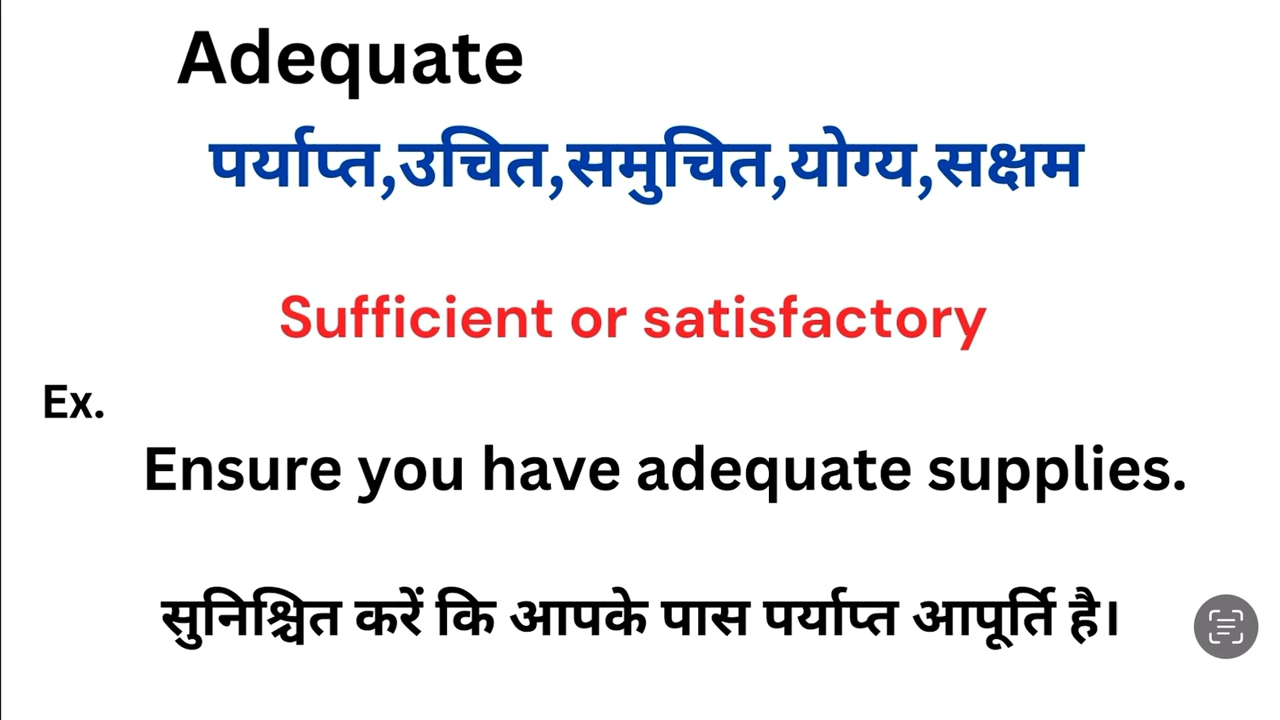 Adequate
पर्याप्त,उचित,समुचित,योग्य,सक्षम
Sufficient or satisfactory
Ex.
Ensure you have adequate supplies.
सुनिश्चित करें कि आपके पास पर्याप्त आपूर्ति है।